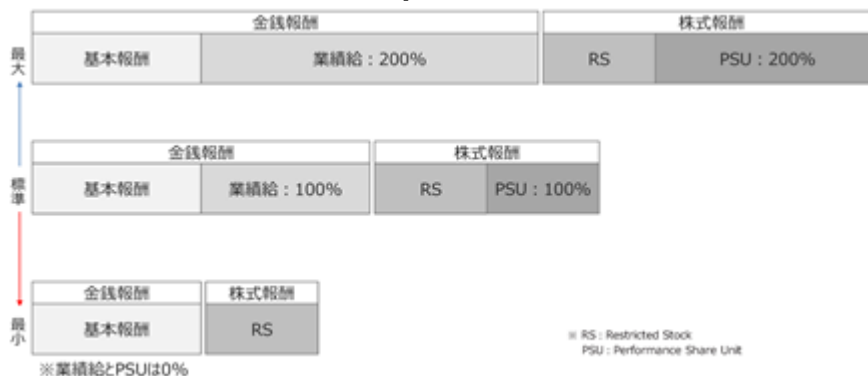 金銭報酬 株式報酬
最大 基本報酬 業績給：200% RS PSU：200%
金銭報酬 株式報酬
標準 基本報酬 業績給：100% RS PSU：100%
金銭報酬 株式報酬
最小 基本報酬 RS
※業績給とPSUは0%
※ RS : Restricted Stock
PSU : Performance Share Unit